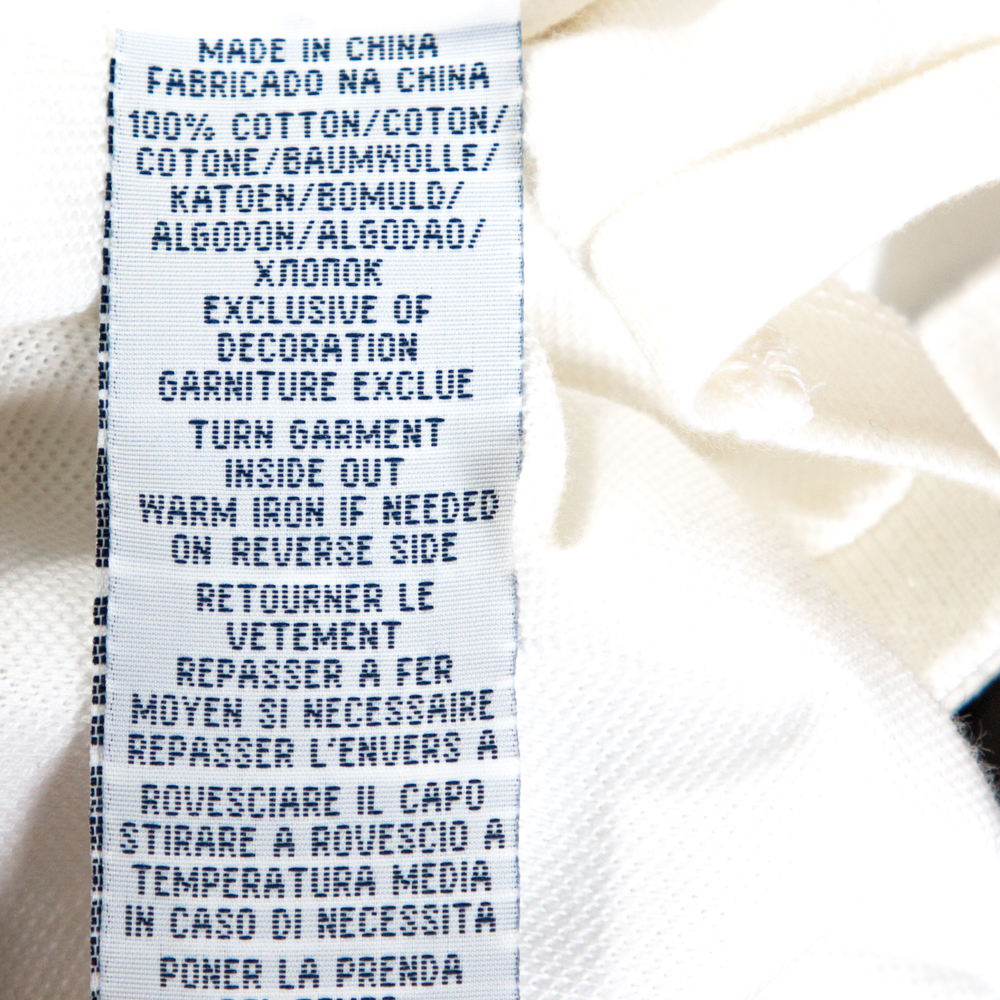 MADE IN CHINA
FABRICADO NA CHINA
100% COTTON/COTON/
COTONE/BAUMWOLLE/
KATOEN/BOMULD/
ALGODON/ALGODAO/
ХЛОПОК
EXCLUSIVE OF
DECORATION
GARNITURE EXCLUE
TURN GARMENT
INSIDE OUT
WARM IRON IF NEEDED
ON REVERSE SIDE
RETOURNER LE
VETEMENT
REPASSER A FER
MOYEN SI NECESSAIRE
REPASSER L'ENVERS A
ROVESCIARE IL CAPO
STIRARE A ROVESCIO A
TEMPERATURA MEDIA
IN CASO DI NECESSITA
PONER LA PRENDA